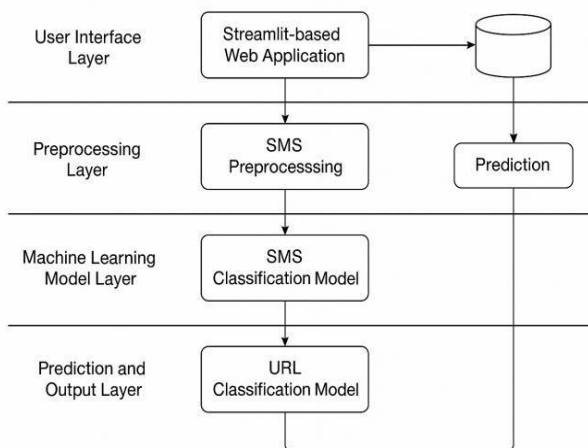 User Interface
Layer
Streamlit-based
Web Application
Preprocessing
Layer
SMS
Preprocesssing
Prediction
Machine Learning
Model Layer
SMS
Classification Model
Prediction and
Output Layer
URL
Classification Model